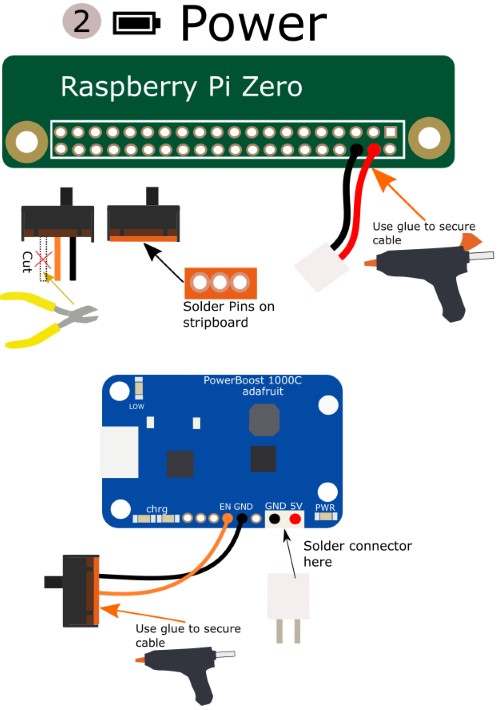 2 Power
Raspberry Pi Zero
Use glue to secure
cable
Cut
Solder Pins on
stripboard
PowerBoost 1000C
adafruit
LOW
chrg
EN GND
GND 5V
PWR
Solder connector
here
Use glue to secure
cable